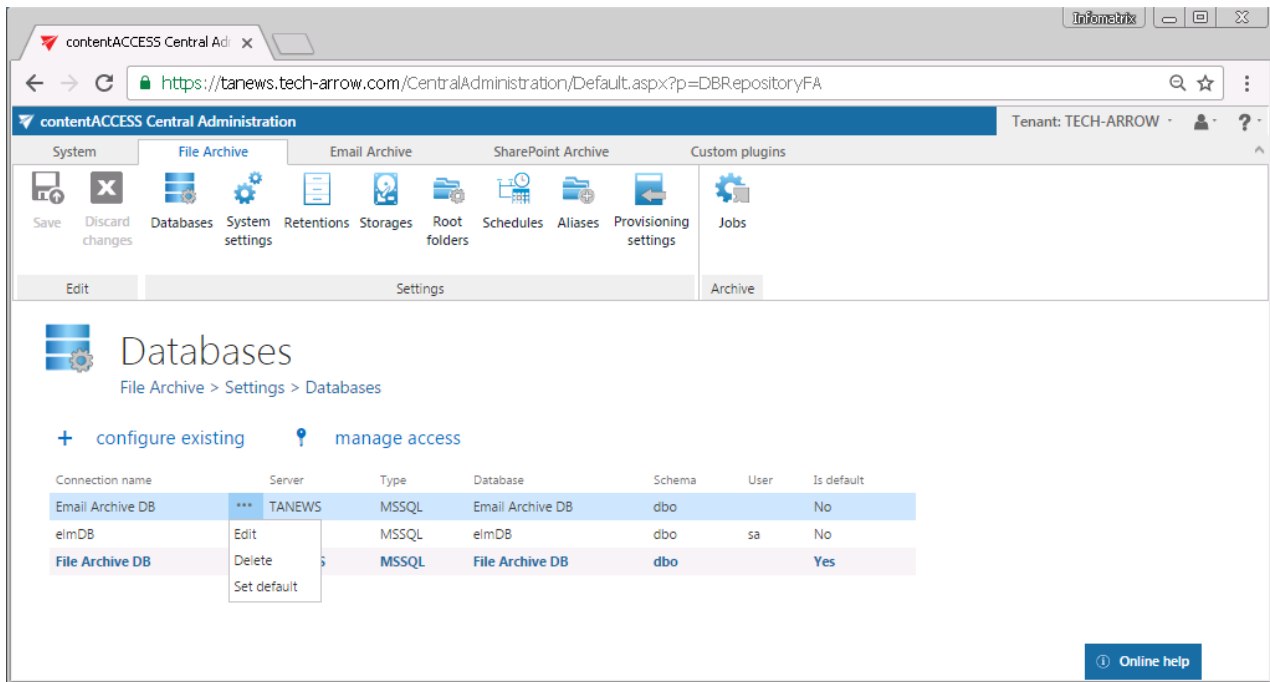 Infomatrix
contentACCESS Central Ad
https://tanews.tech-arrow.com/CentralAdministration/Default.aspx?p=DBRepositoryFA
contentACCESS Central Administration
Tenant: TECH-ARROW
?
System File Archive Email Archive SharePoint Archive Custom plugins
Save Discard changes Databases System settings Retentions Storages Root folders Schedules Aliases Provisioning settings Jobs
Edit Settings Archive
Databases
File Archive > Settings > Databases
+ configure existing manage access
Connection name Server Type Database Schema User Is default
Email Archive DB ••• TANEWS MSSQL Email Archive DB dbo No
elmDB MSSQL elmDB dbo sa No
File Archive DB S MSSQL File Archive DB dbo Yes
Edit
Delete
Set default
Online help